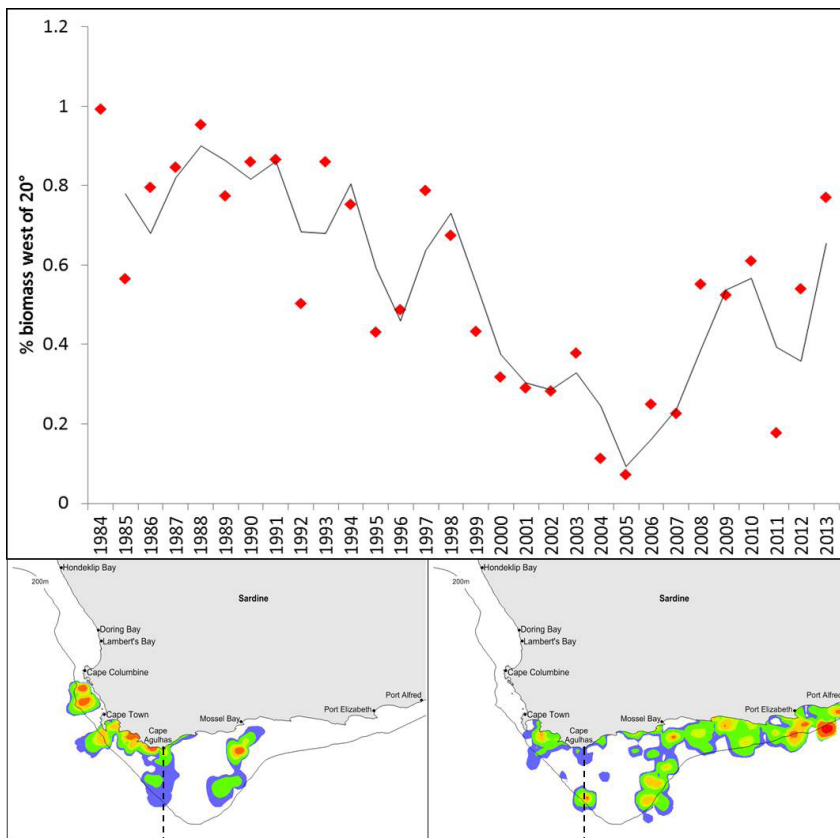 1.2
1
0.8
0.6
0.4
0.2
0
% biomass west of 20°
1984
1985
1986
1987
1988
1989
1990
1991
1992
1993
1994
1995
1996
1997
1998
1999
2000
2001
2002
2003
2004
2005
2006
2007
2008
2009
2010
2011
2012
2013
Hondeklip Bay
200m
Sardine
Doring Bay
Lambert's Bay
Cape Columbine
Cape Town
Cape
Agulhas
Mossel Bay
Port Elizabeth
Port Alfred
Hondeklip Bay
200m
Sardine
Doring Bay
Lambert's Bay
Cape Columbine
Cape Town
Cape
Agulhas
Mossel Bay
Port Elizabeth
Port Alfred